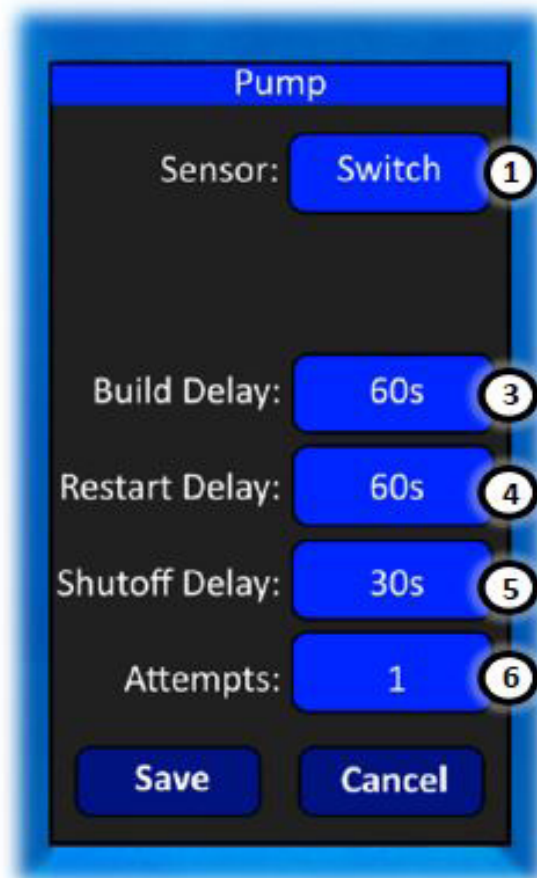 Pump
Sensor: Switch 1
Build Delay: 60s 3
Restart Delay: 60s 4
Shutoff Delay: 30s 5
Attempts: 1 6
Save Cancel